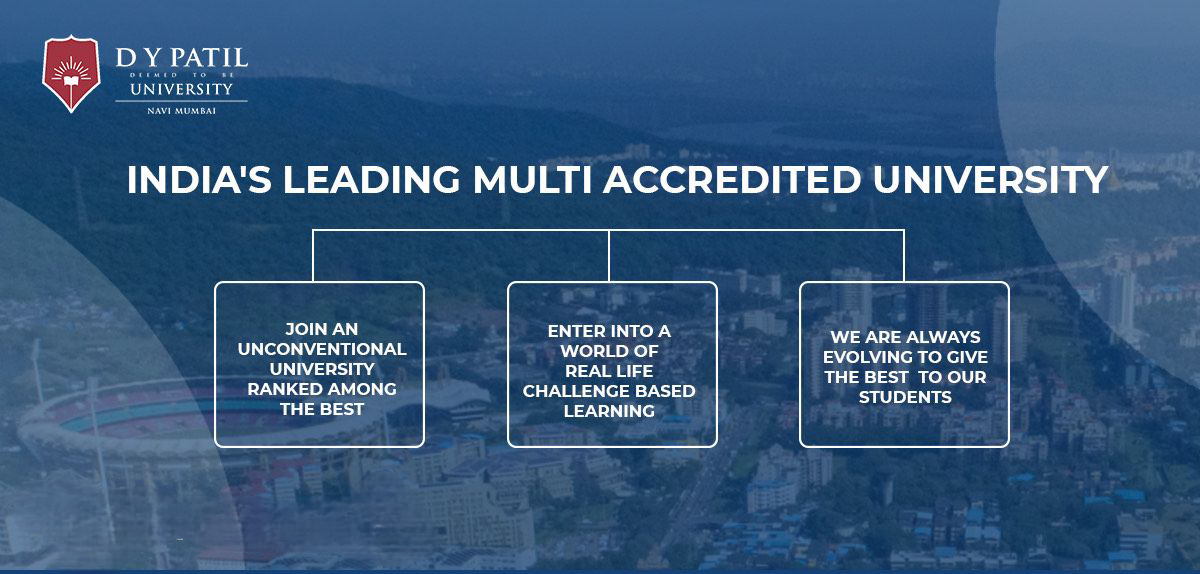 D Y PATIL
DEEMED TO BE
UNIVERSITY
NAVI MUMBAI
INDIA'S LEADING MULTI ACCREDITED UNIVERSITY
JOIN AN
UNCONVENTIONAL
UNIVERSITY
RANKED AMONG
THE BEST
ENTER INTO A
WORLD OF
REAL LIFE
CHALLENGE BASED
LEARNING
WE ARE ALWAYS
EVOLVING TO GIVE
THE BEST TO OUR
STUDENTS